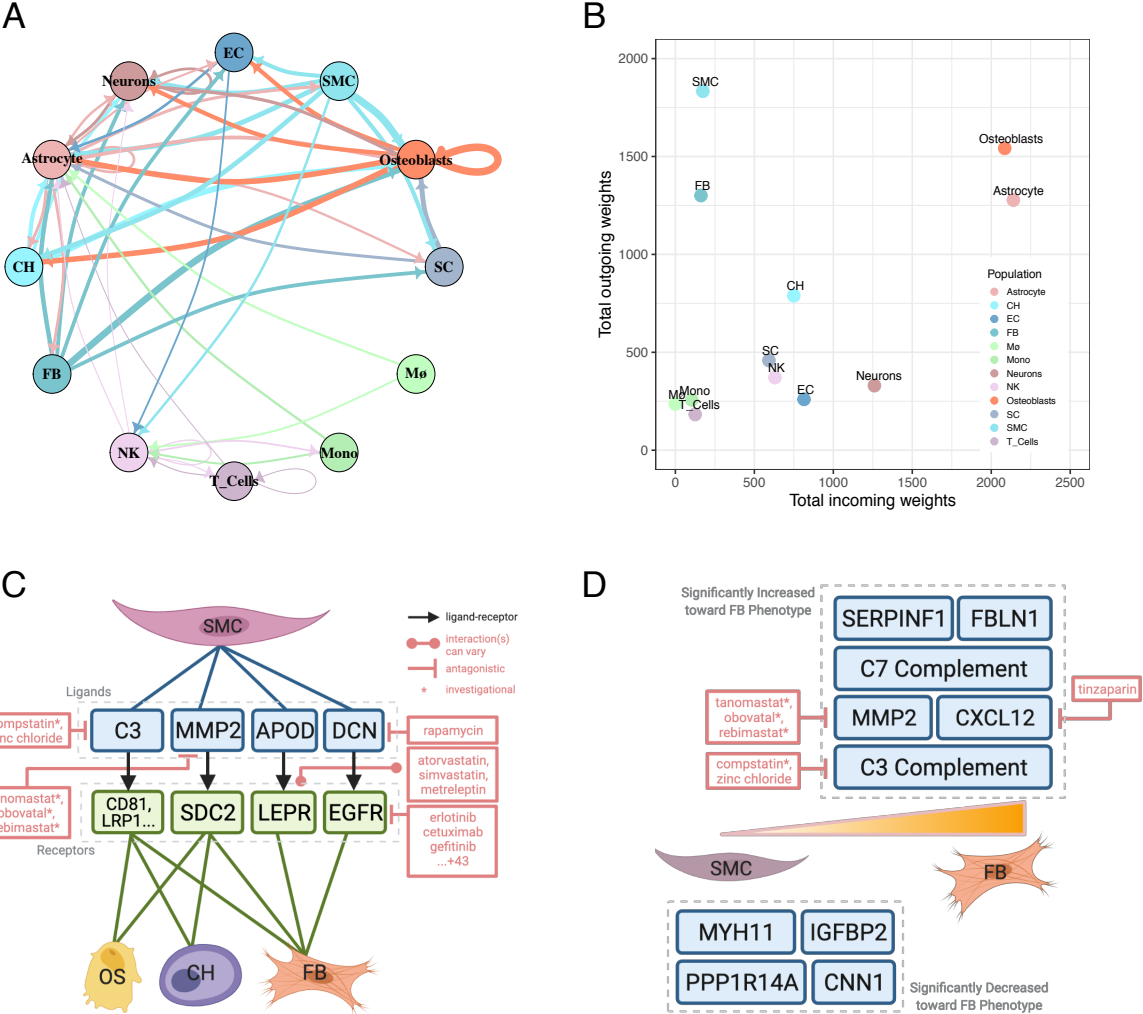 A
EC
Neurons
SMC
Astrocyte
Osteoblasts
CH
SC
FB
Mø
NK
Mono
T_Cells
B
Total outgoing weights
2000
1500
1000
500
0
SMC
Osteoblasts
FB
Astrocyte
CH
SC
NK
Neurons
EC
Mø
Mono
T_Cells
Population
Astrocyte
CH
EC
FB
Mø
Mono
Neurons
NK
Osteoblasts
SC
SMC
T_Cells
0 500 1000 1500 2000 2500
Total incoming weights
C
SMC
ligand-receptor
interaction(s)
can vary
antagonistic
* investigational
Ligands
ompstatin*,
nc chloride
C3 MMP2 APOD DCN
rapamycin
atorvastatin,
simvastatin,
metreleptin
nomastat*,
obovatal*,
ebimastat*
CD81,
LRP1...
SDC2 LEPR EGFR
erlotinib
cetuximab
gefitinib
...+43
Receptors
OS CH FB
D
Significantly Increased
toward FB Phenotype
SERPINF1 FBLN1
C7 Complement
tinzaparin
tanomastat*,
obovatal*,
rebimastat*
MMP2 CXCL12
compstatin*,
zinc chloride
C3 Complement
SMC
FB
MYH11 IGFBP2
PPP1R14A CNN1
Significantly Decreased
toward FB Phenotype